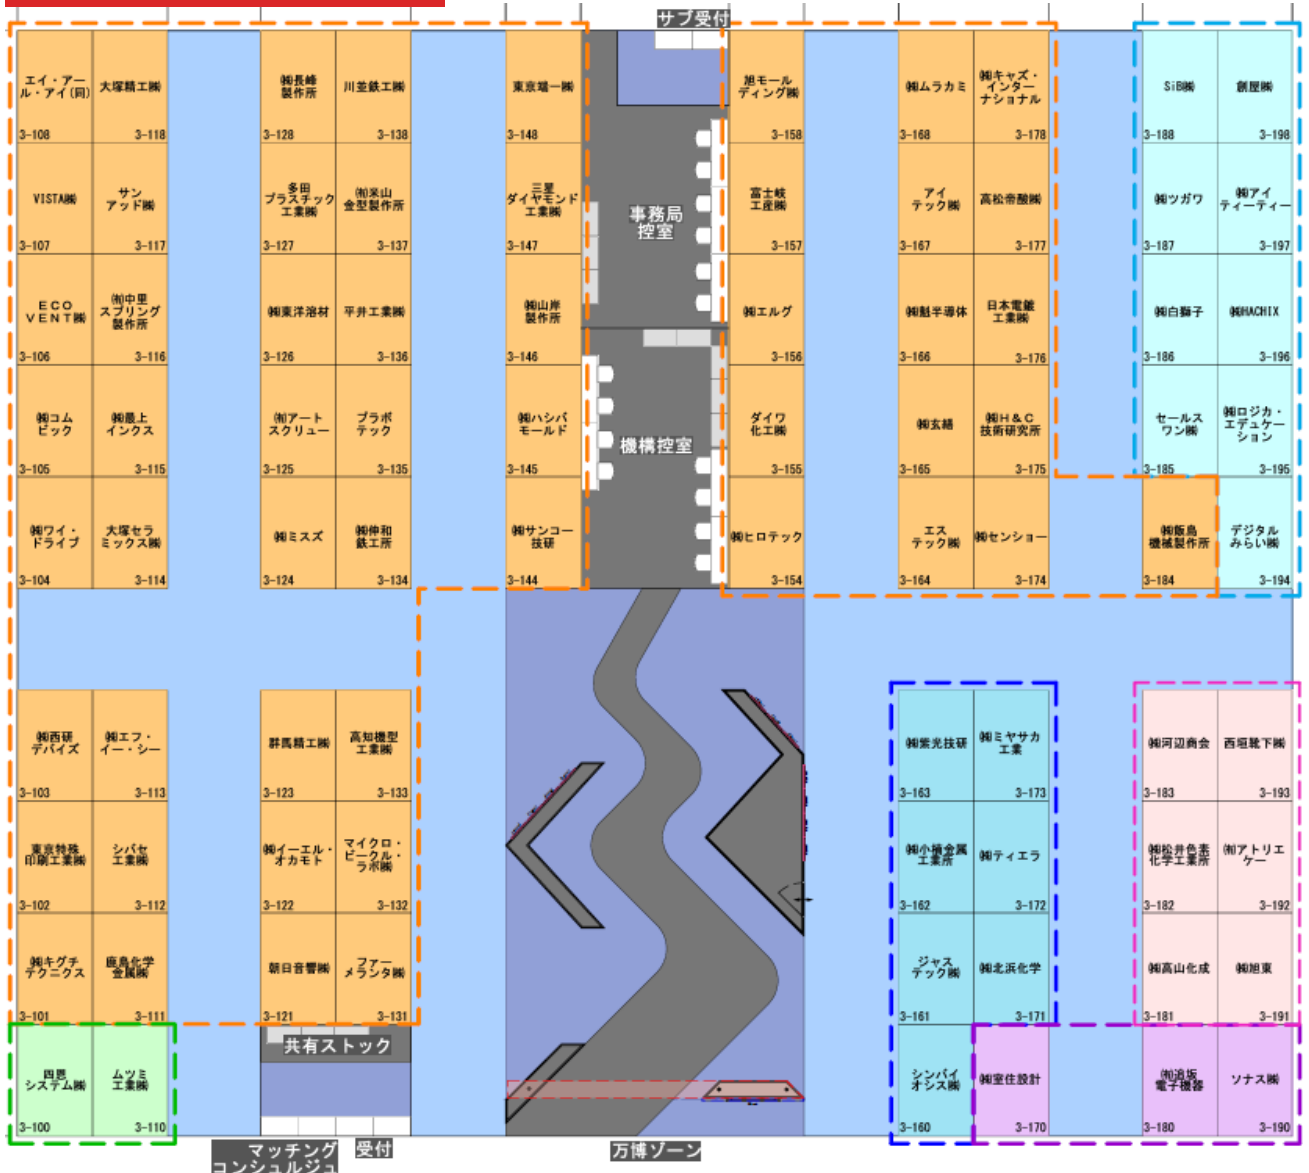 サブ受付
エイ・アー
ル・アイ(同)
3-108
大塚精工㈱
3-118
㈱長峰
製作所
3-128
川並鉄工㈱
3-138
東京端一㈱
3-148
旭モール
ディング㈱
3-158
㈱ムラカミ
3-168
㈱キャズ・
インター
ナショナル
3-178
SiB㈱
3-188
創屋㈱
3-198
VISTA㈱
3-107
サン
アッド㈱
3-117
多田
プラスチック
工業㈱
3-127
㈲米山
金型製作所
3-137
三星
ダイヤモンド
工業㈱
3-147
事務局
控室
富士岐
工産㈱
3-157
アイ
テック㈱
3-167
高松帝酸㈱
3-177
㈱ツガワ
3-187
㈱アイ
ティーティー
3-197
ECO
VENT㈱
3-106
㈲中里
スプリング
製作所
3-116
㈱東洋溶材
3-126
平井工業㈱
3-136
㈱山岸
製作所
3-146
㈱エルグ
3-156
㈱魁半導体
3-166
日本電鍍
工業㈱
3-176
㈱白獅子
3-186
㈱HACHIX
3-196
㈱コム
ビック
3-105
㈱最上
インクス
3-115
㈲アート
スクリュー
3-125
プラポ
テック
3-135
㈱ハシバ
モールド
3-145
機構控室
ダイワ
化工㈱
3-155
㈱玄穂
3-165
㈱H&C
技術研究所
3-175
セールス
ワン㈱
3-185
㈱ロジカ・
エデュケー
ション
3-195
㈱ワイ・
ドライブ
3-104
大塚セラ
ミックス㈱
3-114
㈱ミスズ
3-124
㈱伸和
鉄工所
3-134
㈱サンコー
技研
3-144
㈱ヒロテック
3-154
エス
テック㈱
3-164
㈱センショー
3-174
㈱飯島
機械製作所
3-184
デジタル
みらい㈱
3-194
㈱西研
デバイズ
3-103
㈱エフ・
イー・シー
3-113
群馬精工㈱
3-123
高知機型
工業㈱
3-133
㈱紫光技研
3-163
㈱ミヤサカ
工業
3-173
㈱河辺商会
3-183
西垣靴下㈱
3-193
東京特殊
印刷工業㈱
3-102
シバセ
工業㈱
3-112
㈱イーエル・
オカモト
3-122
マイクロ・
ビークル・
ラボ㈱
3-132
㈱小楠金属
工業所
3-162
㈱ティエラ
3-172
㈱松井色素
化学工業所
3-182
㈲アトリエ
ケー
3-192
㈱キグチ
テクニクス
3-101
鹿島化学
金属㈱
3-111
朝日音響㈱
3-121
ファー
メランタ㈱
3-131
ジャス
テック㈱
3-161
㈱北浜化学
3-171
㈱高山化成
3-181
㈱旭東
3-191
四恩
システム㈱
3-100
ムツミ
工業㈱
3-110
共有ストック
シンバイ
オシス㈱
3-160
㈱室住設計
3-170
㈲追坂
電子機器
3-180
ソナス㈱
3-190
マッチング
コンシェルジュ
受付
万博ゾーン